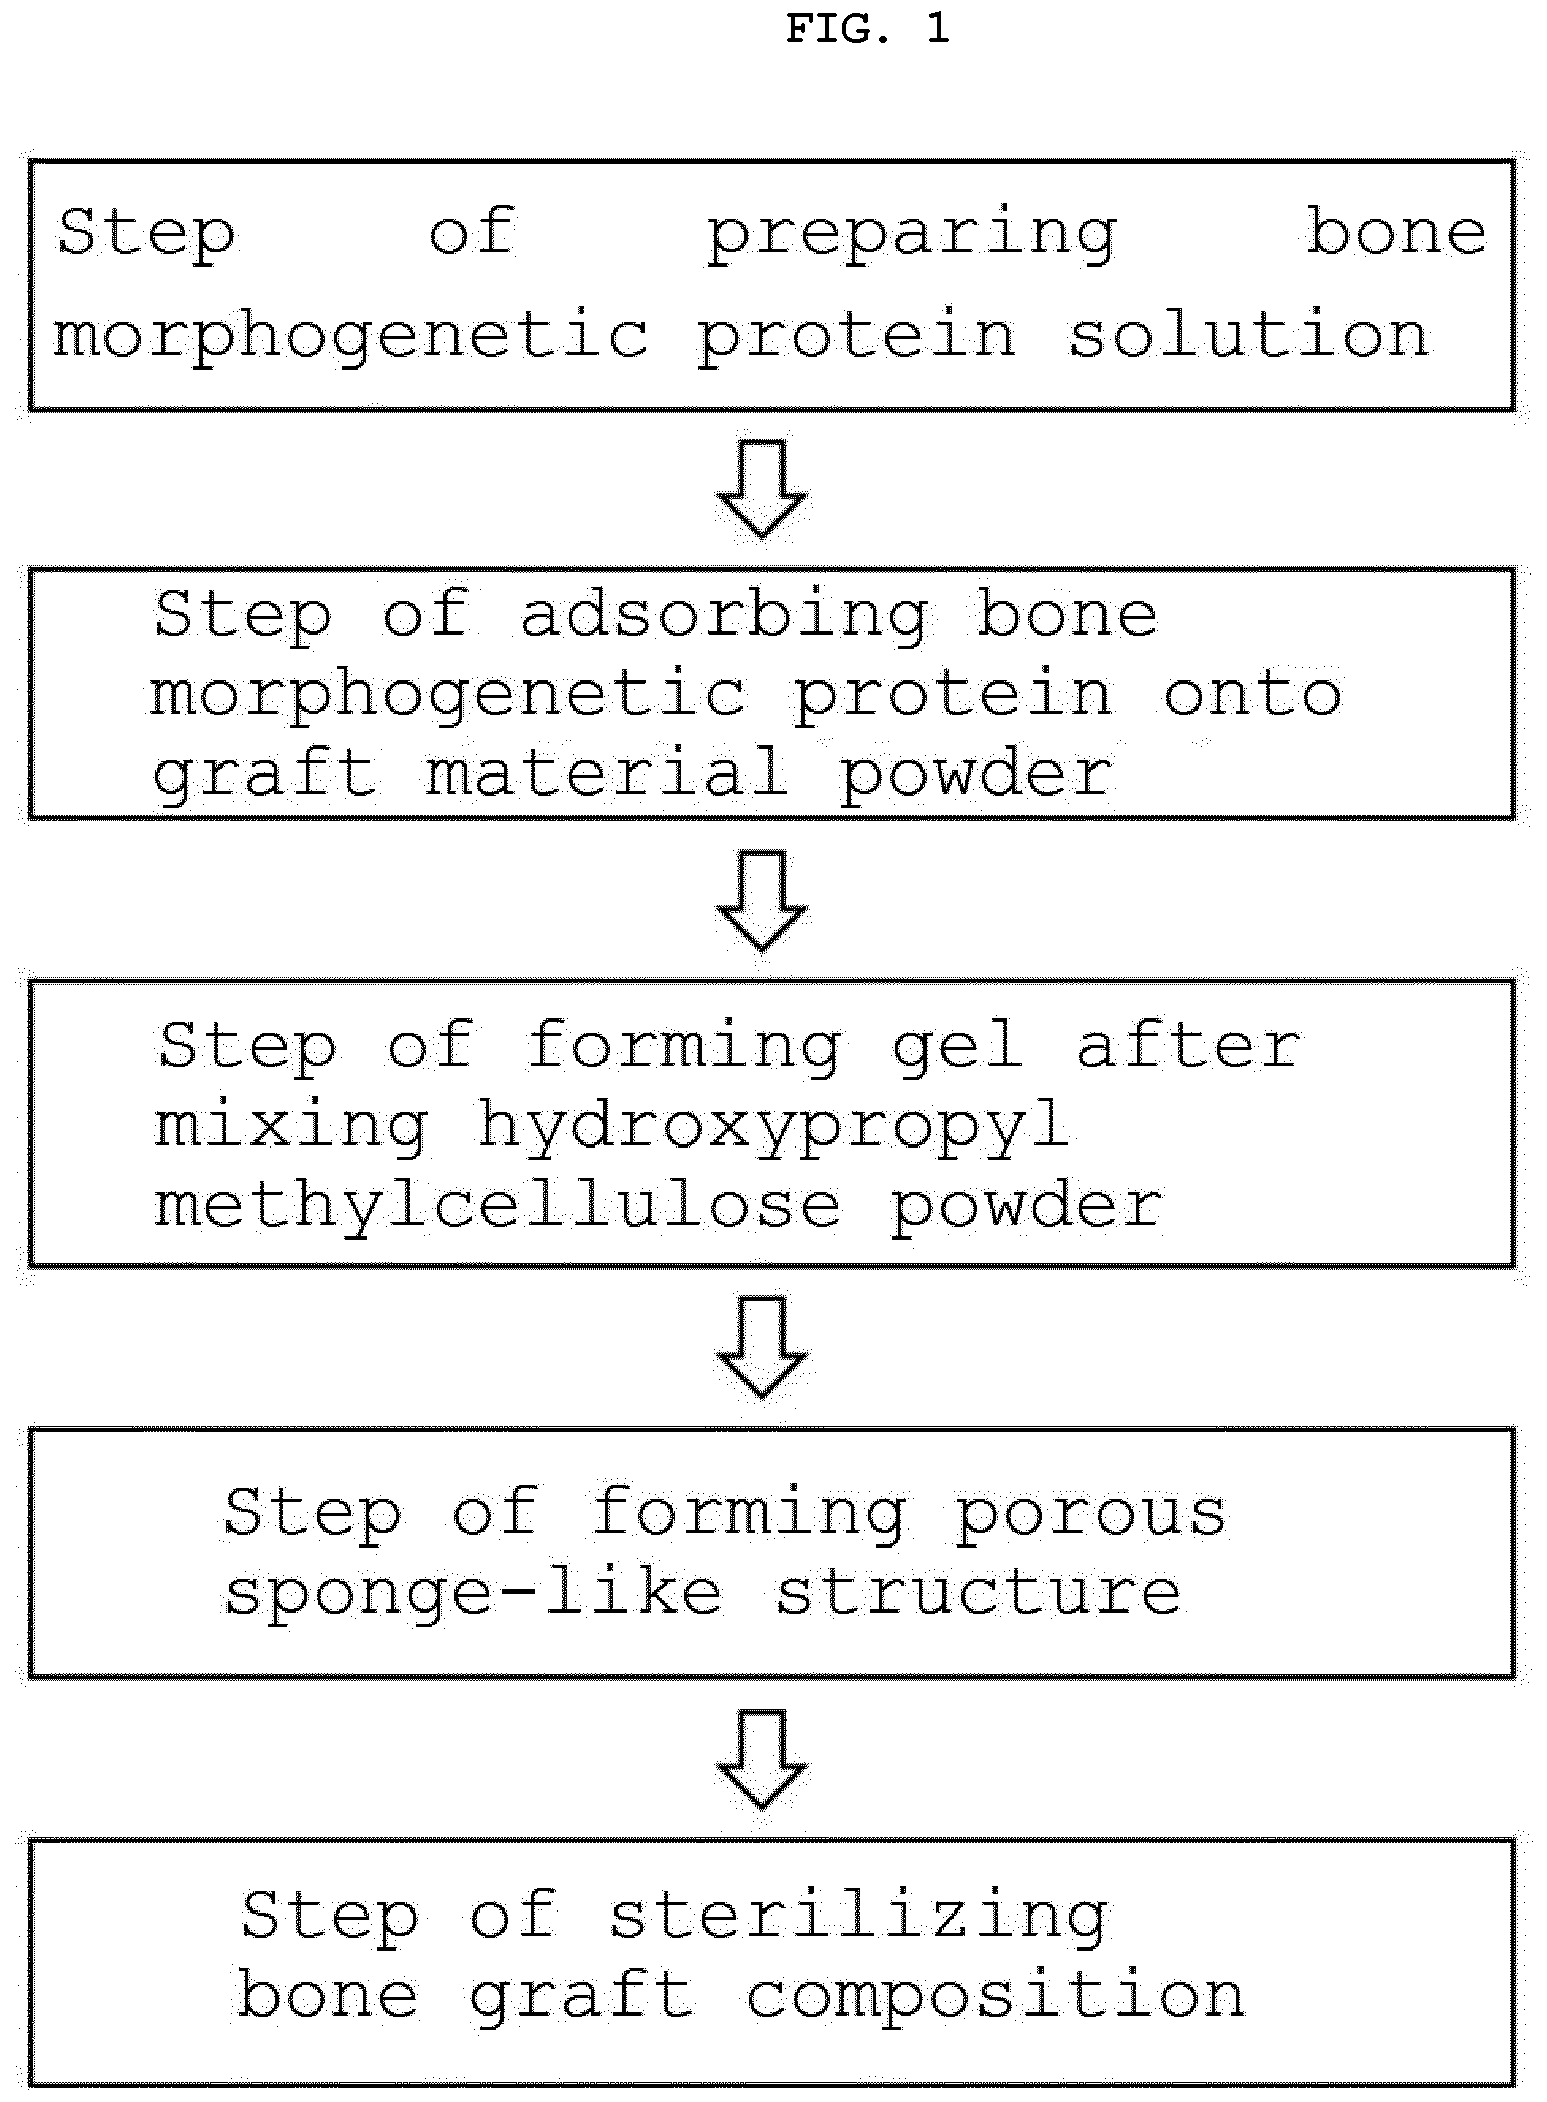 FIG. 1
Step of preparing bone
morphogenetic protein solution
Step of adsorbing bone
morphogenetic protein onto
graft material powder
Step of forming gel after
mixing hydroxypropyl
methylcellulose powder
Step of forming porous
sponge-like structure
Step of sterilizing
bone graft composition